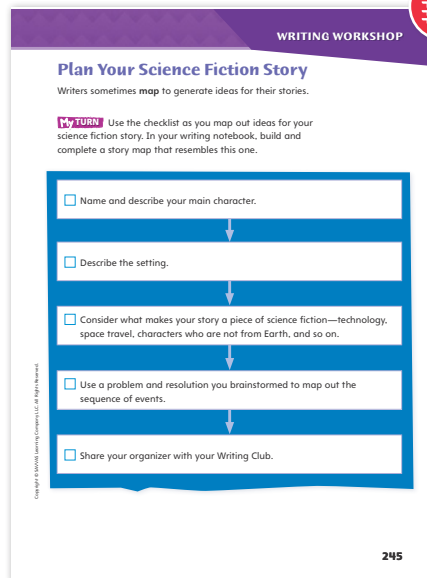 WRITING WORKSHOP
Plan Your Science Fiction Story
Writers sometimes map to generate ideas for their stories.
My TURN Use the checklist as you map out ideas for your
science fiction story. In your writing notebook, build and
complete a story map that resembles this one.
Name and describe your main character.
Describe the setting.
Consider what makes your story a piece of science fiction—technology,
space travel, characters who are not from Earth, and so on.
Use a problem and resolution you brainstormed to map out the
sequence of events.
Share your organizer with your Writing Club.
Copyright © SAVVAS Learning Company LLC. All Rights Reserved.
245